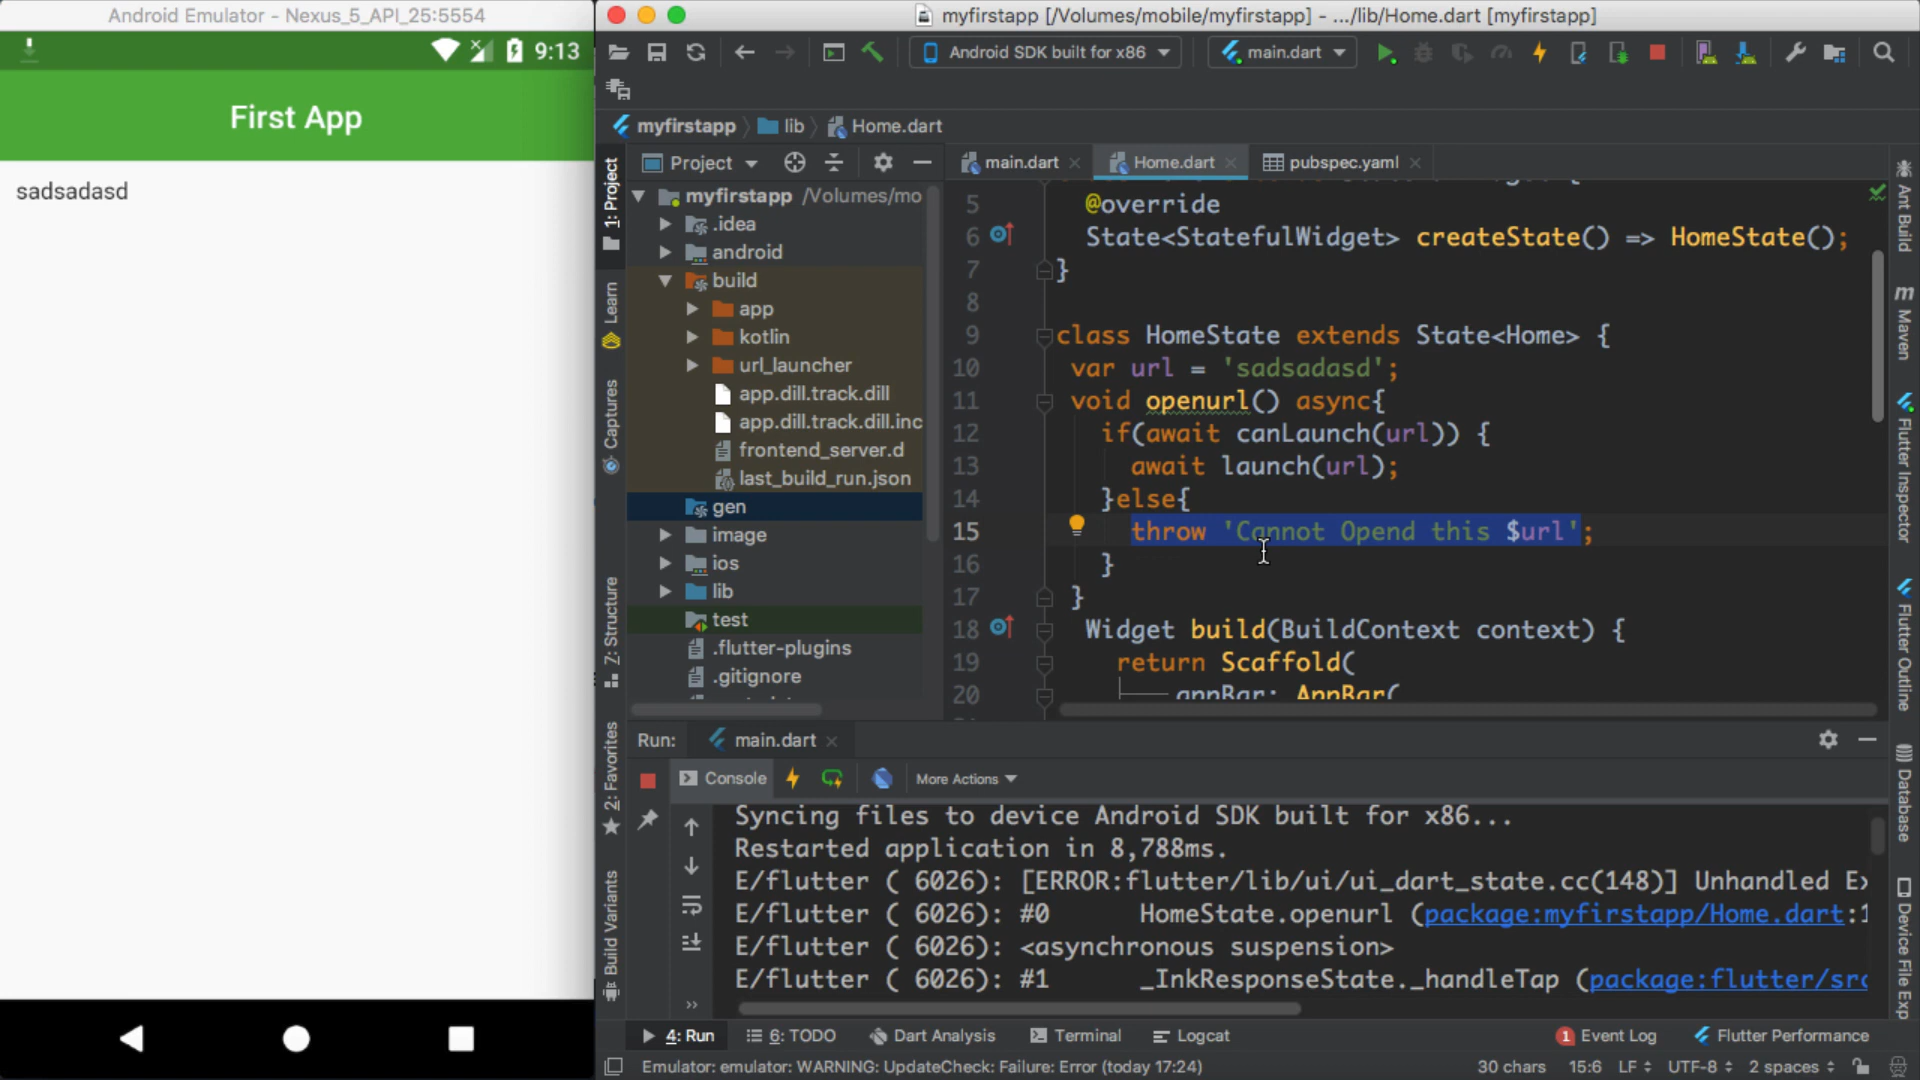 Android Emulator - Nexus_5_API_25:5554
9:13
First App
sadsadasd
myfirstapp [/Volumes/mobile/myfirstapp] - .../lib/Home.dart [myfirstapp]
Android SDK built for x86
main.dart
myfirstapp
lib
Home.dart
1: Project
Learn
Captures
7: Structure
2: Favorites
Build Variants
Project
myfirstapp /Volumes/mo
.idea
android
build
app
kotlin
url_launcher
app.dill.track.dill
app.dill.track.dill.inc
frontend_server.d
last_build_run.json
gen
image
ios
lib
test
.flutter-plugins
.gitignore
main.dart
Home.dart
pubspec.yaml
5 @override
6 State<StatefulWidget> createState() => HomeState();
7 }
8
9 class HomeState extends State<Home> {
10 var url = 'sadsadasd';
11 void openurl() async{
12 if(await canLaunch(url)) {
13 await launch(url);
14 }else{
15 throw 'Cannot Opend this $url';
16 }
17 }
18 Widget build(BuildContext context) {
19 return Scaffold(
20 appBar: AppBar(
Ant Build
m Maven
Flutter Inspector
Flutter Outline
Database
Device File Exp
Run:
main.dart
Console
More Actions
Syncing files to device Android SDK built for x86...
Restarted application in 8,788ms.
E/flutter ( 6026): [ERROR:flutter/lib/ui/ui_dart_state.cc(148)] Unhandled Ex
E/flutter ( 6026): #0 HomeState.openurl (package:myfirstapp/Home.dart:1
E/flutter ( 6026): <asynchronous suspension>
E/flutter ( 6026): #1 _InkResponseState._handleTap (package:flutter/src
4: Run
6: TODO
Dart Analysis
Terminal
Logcat
1 Event Log
Flutter Performance
Emulator: emulator: WARNING: UpdateCheck: Failure: Error (today 17:24)
30 chars
15:6
LF
UTF-8
2 spaces